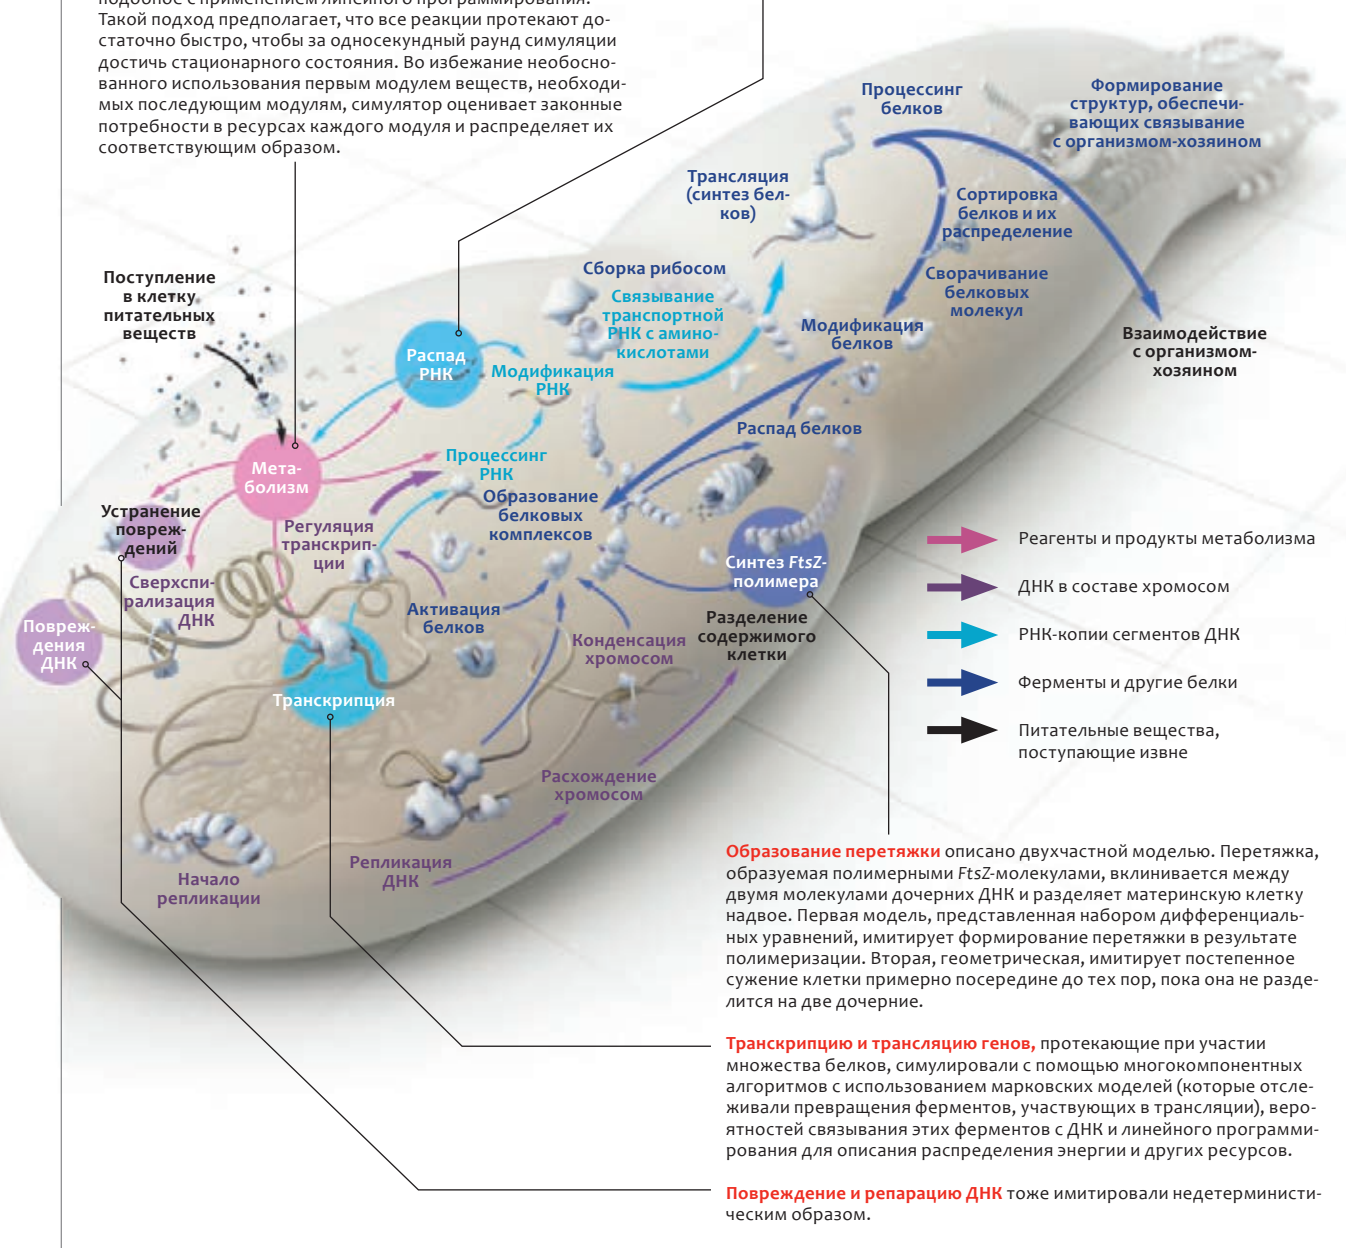 подобное с применением линейного программирования.
Такой подход предполагает, что все реакции протекают до-
статочно быстро, чтобы за односекундный раунд симуляции
достичь стационарного состояния. Во избежание необосно-
ванного использования первым модулем веществ, необходи-
мых последующим модулям, симулятор оценивает законные
потребности в ресурсах каждого модуля и распределяет их
соответствующим образом.
Процессинг
белков
Формирование
структур, обеспечи-
вающих связывание
с организмом-хозяином
Трансляция
(синтез бел-
ков)
Сортировка
белков и их
распределение
Сборка рибосом
Сворачивание
белковых
молекул
Поступление
в клетку
питательных
веществ
Связывание
транспортной
РНК с амино-
кислотами
Модификация
белков
Взаимодействие
с организмом-
хозяином
Распад
РНК
Модификация
РНК
Распад белков
Мета-
болизм
Процессинг
РНК
Образование
белковых
комплексов
Устранение
повреж-
дений
Регуляция
транскрип-
ции
Синтез FtsZ-
полимера
Сверхспи-
рализация
ДНК
Активация
белков
Разделение
содержимого
клетки
Повреж-
дения
ДНК
Конденсация
хромосом
Транскрипция
Расхождение
хромосом
Репликация
ДНК
Начало
репликации
Реагенты и продукты метаболизма
ДНК в составе хромосом
РНК-копии сегментов ДНК
Ферменты и другие белки
Питательные вещества,
поступающие извне
Образование перетяжки описано двухчастной моделью. Перетяжка,
образуемая полимерными FtsZ-молекулами, вклинивается между
двумя молекулами дочерних ДНК и разделяет материнскую клетку
надвое. Первая модель, представленная набором дифференциаль-
ных уравнений, имитирует формирование перетяжки в результате
полимеризации. Вторая, геометрическая, имитирует постепенное
сужение клетки примерно посередине до тех пор, пока она не разде-
лится на две дочерние.
Транскрипцию и трансляцию генов, протекающие при участии
множества белков, симулировали с помощью многокомпонентных
алгоритмов с использованием марковских моделей (которые отсле-
живали превращения ферментов, участвующих в трансляции), веро-
ятностей связывания этих ферментов с ДНК и линейного программи-
рования для описания распределения энергии и других ресурсов.
Повреждение и репарацию ДНК тоже имитировали недетерминисти-
ческим образом.